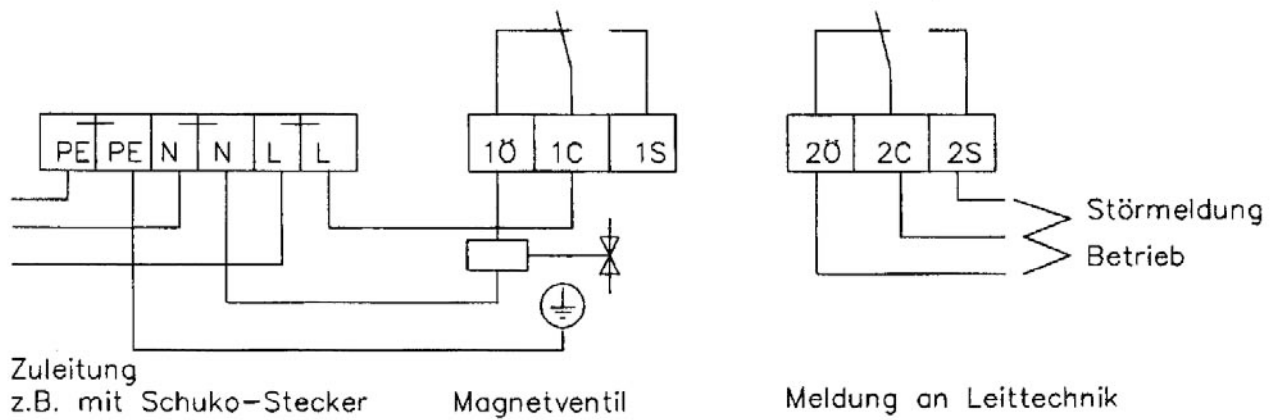 PE PE N N L L 1Ö 1C 1S 2Ö 2C 2S
Störmeldung
Betrieb
Zuleitung
z.B. mit Schuko-Stecker Magnetventil Meldung an Leittechnik